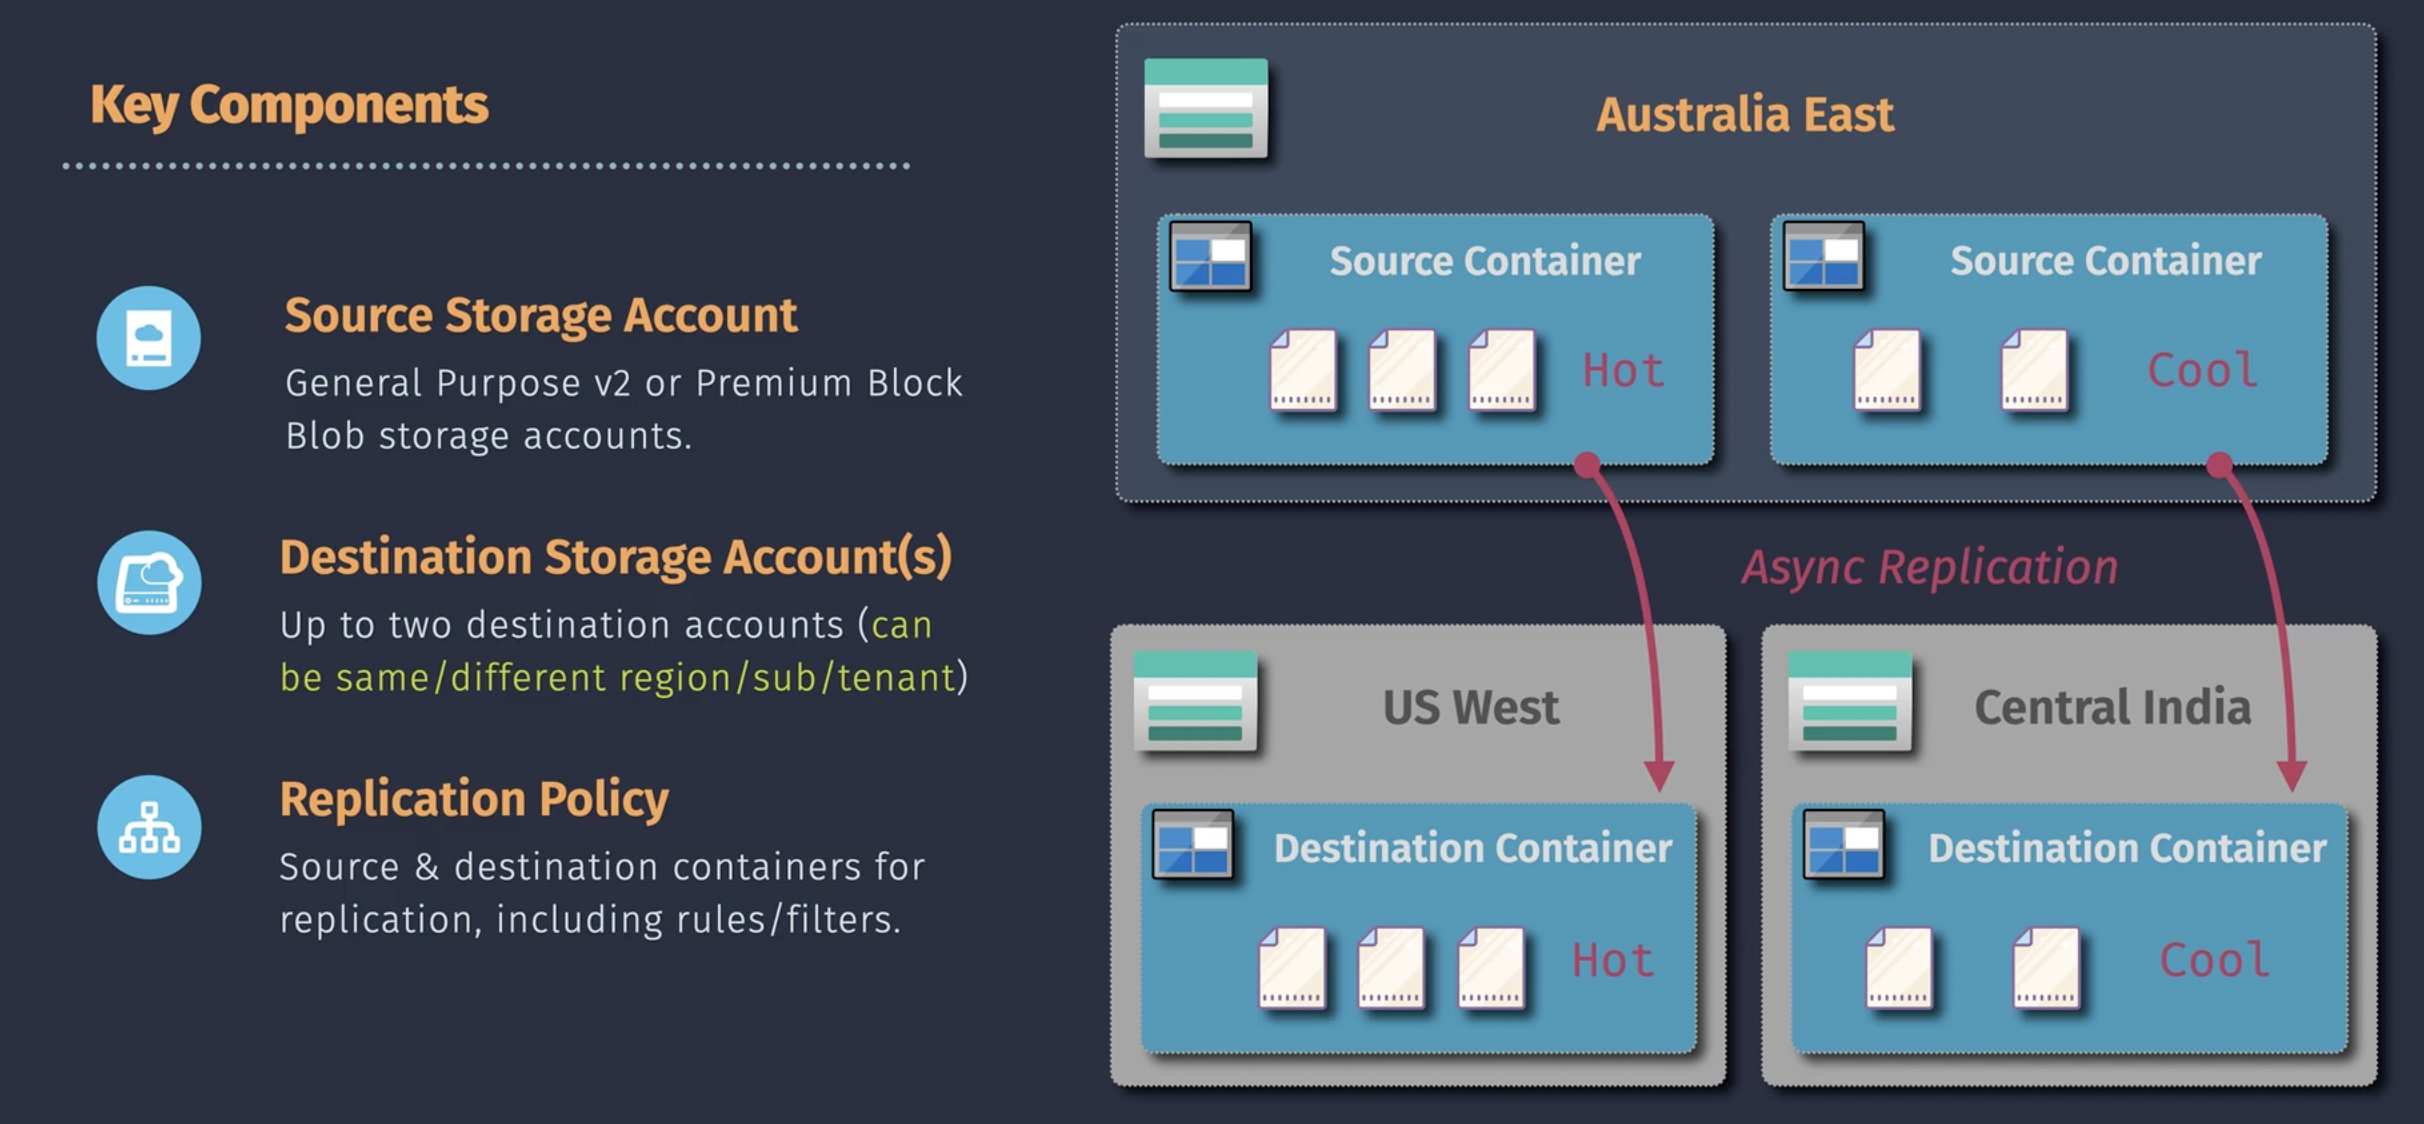 Key Components
Source Storage Account
General Purpose v2 or Premium Block
Blob storage accounts.
Destination Storage Account(s)
Up to two destination accounts (can
be same/different region/sub/tenant)
Replication Policy
Source & destination containers for
replication, including rules/filters.
Australia East
Source Container
Hot
Source Container
Cool
Async Replication
US West
Destination Container
Hot
Central India
Destination Container
Cool